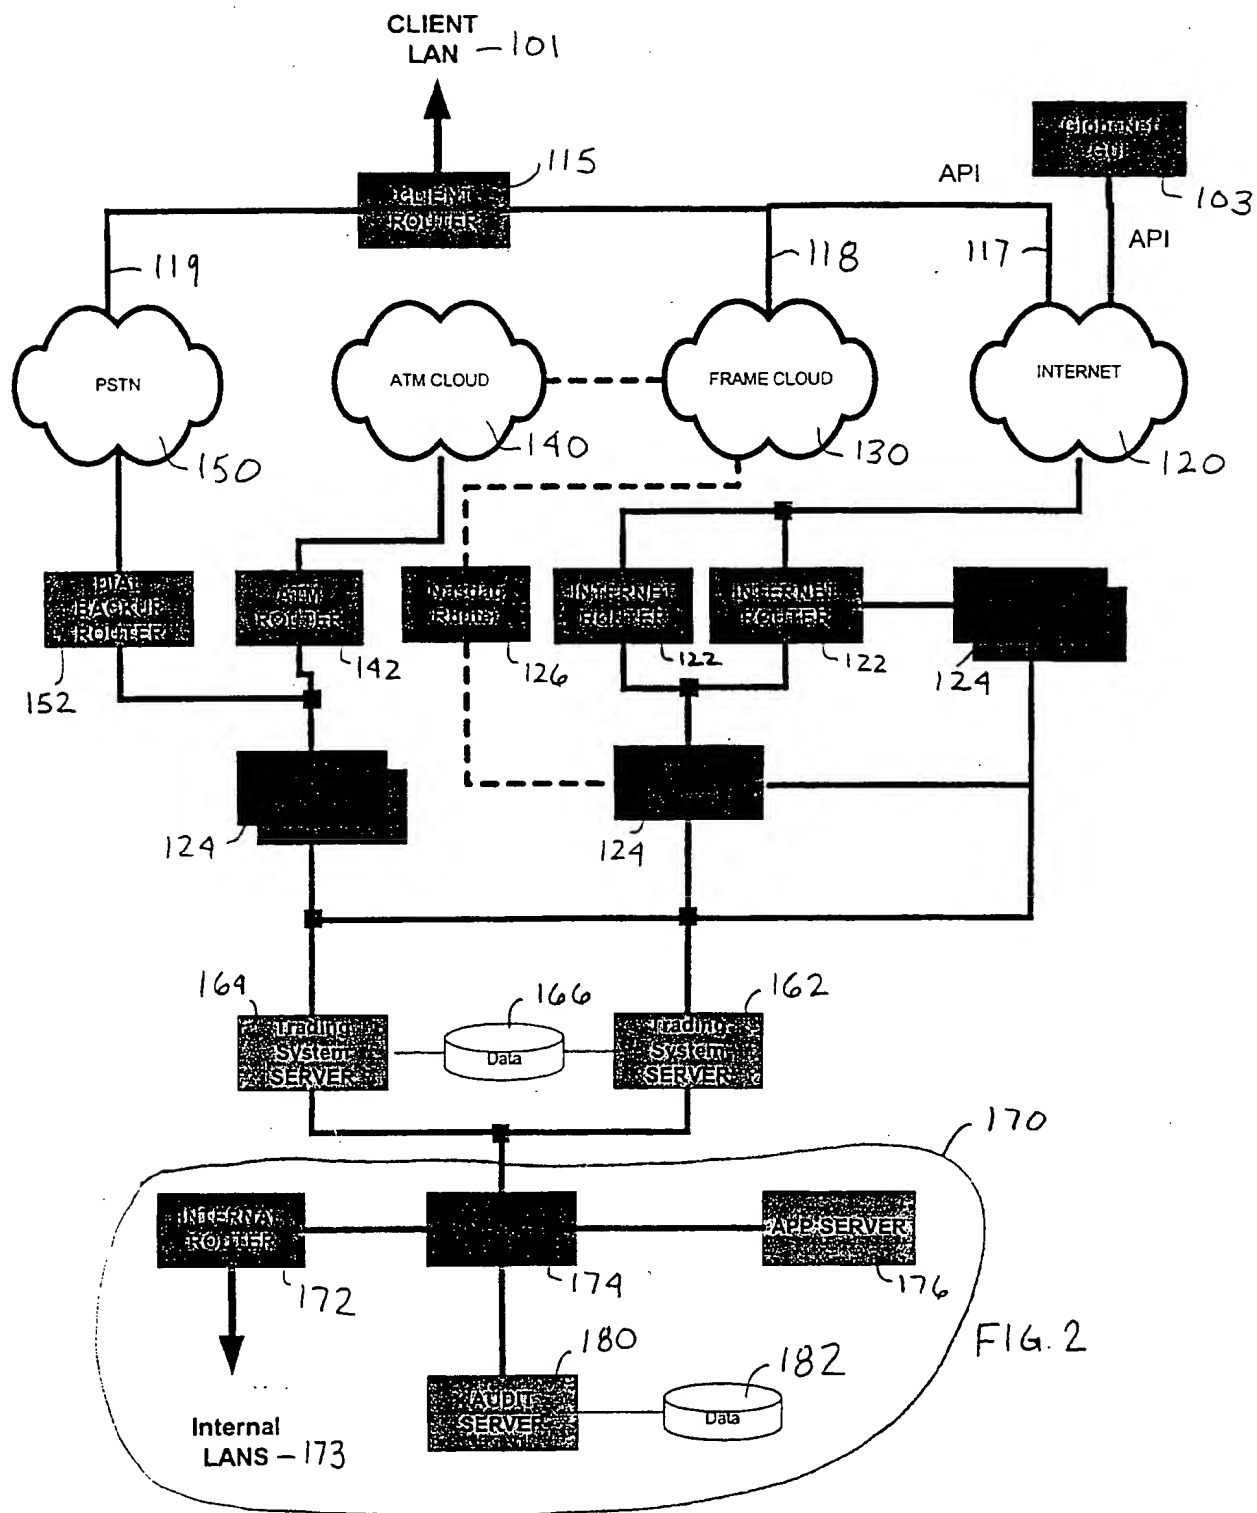 CLIENT
LAN - 101
GlobeNet
GUI
103
115
CLIENT
ROUTER
API
API
119
118
117
PSTN
ATM CLOUD
FRAME CLOUD
INTERNET
150
140
130
120
DIAL
BACKUP
ROUTER
152
ATM
ROUTER
142
Nasdaq
Router
126
INTERNET
ROUTER
122
INTERNET
ROUTER
122
124
124
124
164
Trading
System
SERVER
166
Data
162
Trading
System
SERVER
170
INTERNAL
ROUTER
172
174
APP SERVER
176
FIG. 2
180
AUDIT
SERVER
182
Data
Internal
LANS - 173